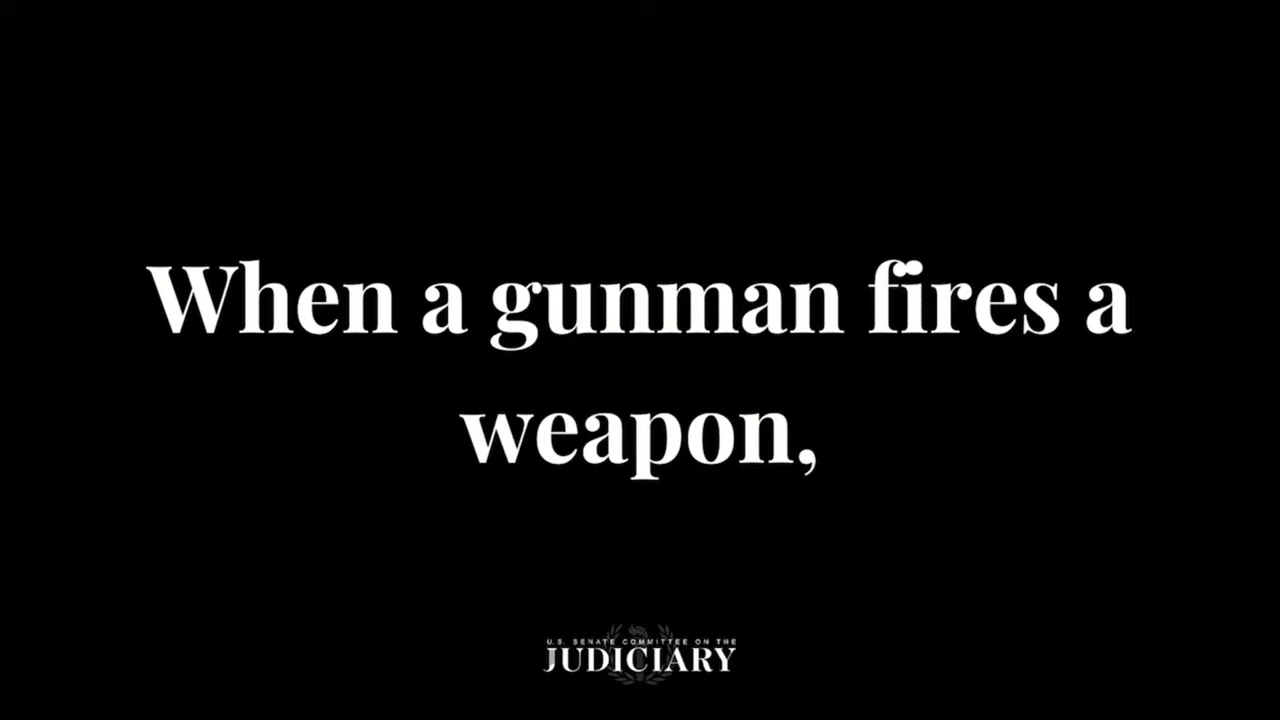 When a gunman fires a
weapon,
U.S. SENATE COMMITTEE ON THE
JUDICIARY